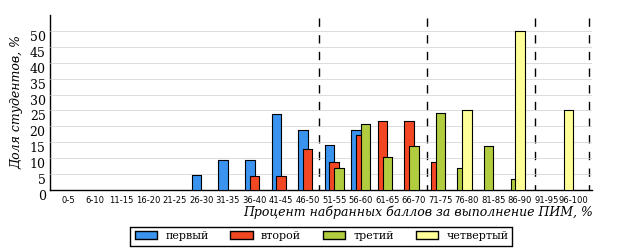 Доля студентов, %
50
45
40
35
30
25
20
15
10
5
0
0-5 6-10 11-15 16-20 21-25 26-30 31-35 36-40 41-45 46-50 51-55 56-60 61-65 66-70 71-75 76-80 81-85 86-90 91-95 96-100
Процент набранных баллов за выполнение ПИМ, %
первый второй третий четвертый